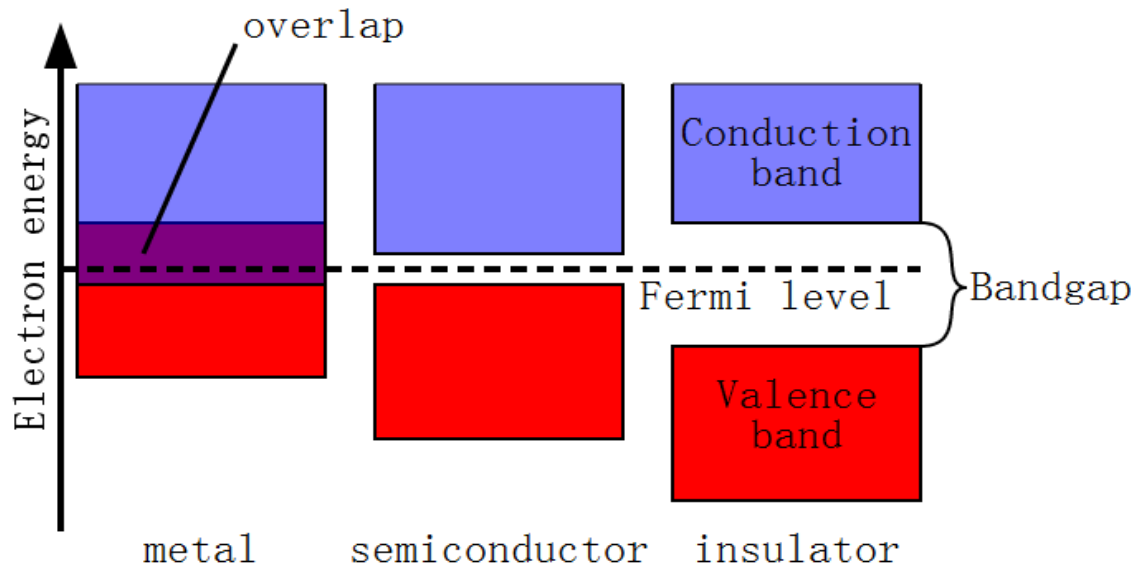 overlap
Electron energy
Conduction
band
Fermi level
Bandgap
Valence
band
metal
semiconductor
insulator